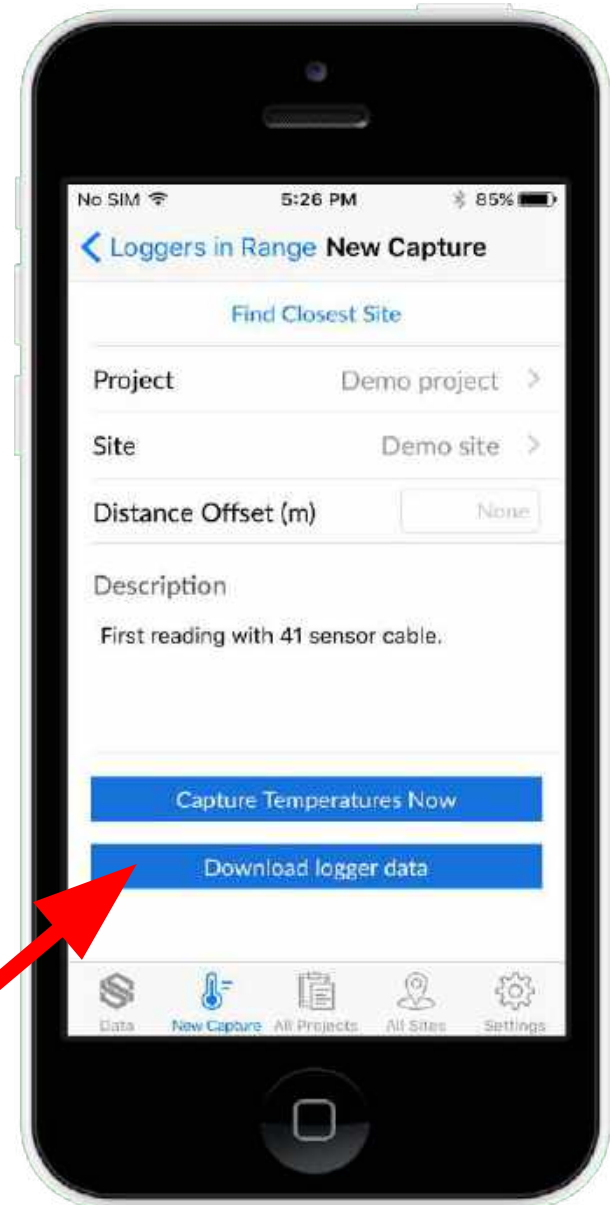 No SIM 5:26 PM 85%
Loggers in Range New Capture
Find Closest Site
Project Demo project
Site Demo site
Distance Offset (m) None
Description
First reading with 41 sensor cable.
Capture Temperatures Now
Download logger data
Data New Capture All Projects All Sites Settings